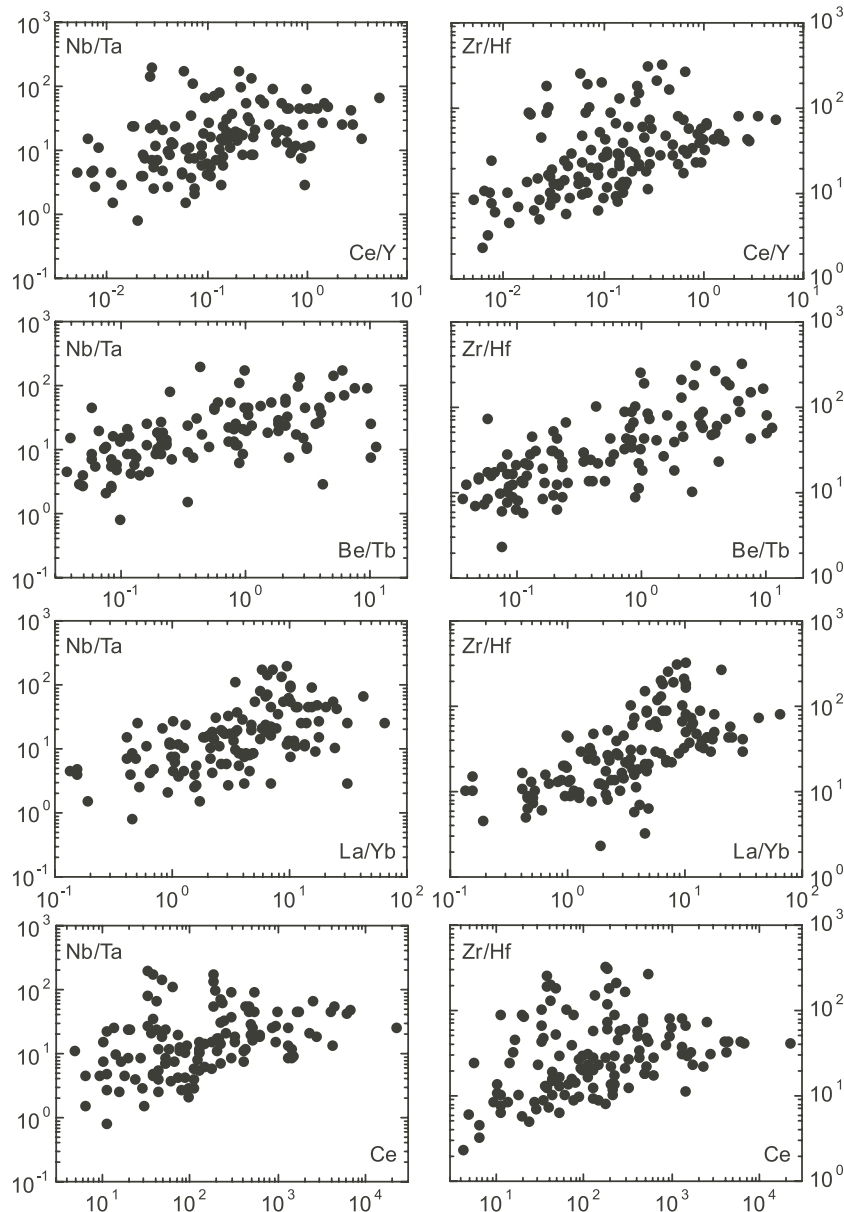 10³ Nb/Ta
10²
10¹
10⁰
10⁻¹ Ce/Y
10⁻² 10⁻¹ 10⁰ 10¹
Zr/Hf 10³
10²
10¹
Ce/Y 10⁰
10⁻² 10⁻¹ 10⁰ 10¹
10³ Nb/Ta
10²
10¹
10⁰
10⁻¹ Be/Tb
10⁻¹ 10⁰ 10¹
Zr/Hf 10³
10²
10¹
Be/Tb 10⁰
10⁻¹ 10⁰ 10¹
10³ Nb/Ta
10²
10¹
10⁰
10⁻¹ La/Yb
10⁻¹ 10⁰ 10¹ 10²
Zr/Hf 10³
10²
10¹
La/Yb 10⁰
10⁻¹ 10⁰ 10¹ 10²
10³ Nb/Ta
10²
10¹
10⁰
10⁻¹ Ce
10¹ 10² 10³ 10⁴
Zr/Hf 10³
10²
10¹
Ce 10⁰
10¹ 10² 10³ 10⁴